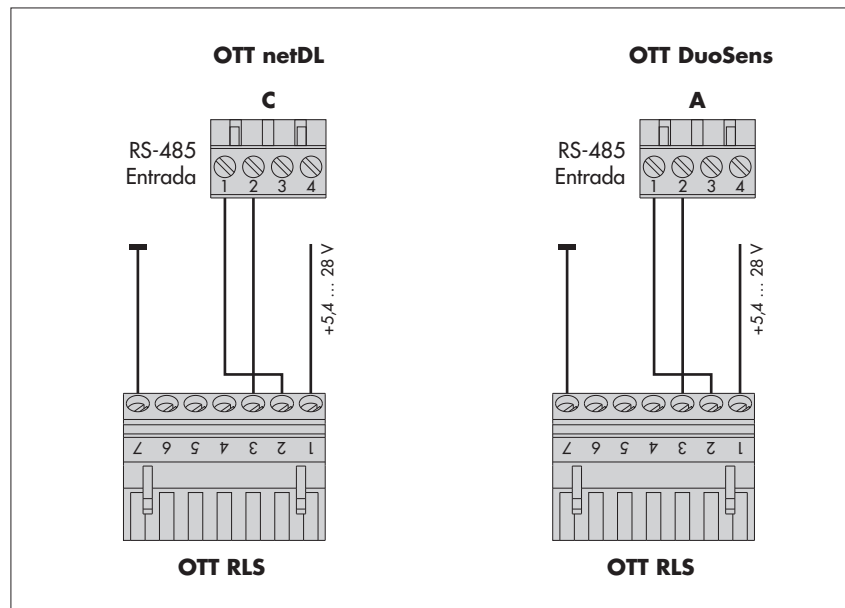 OTT netDL
C
RS-485
Entrada
1 2 3 4
+5,4 ... 28 V
7 6 5 4 3 2 1
OTT RLS
OTT DuoSens
A
RS-485
Entrada
1 2 3 4
+5,4 ... 28 V
7 6 5 4 3 2 1
OTT RLS